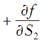 + ∂f/∂S₂